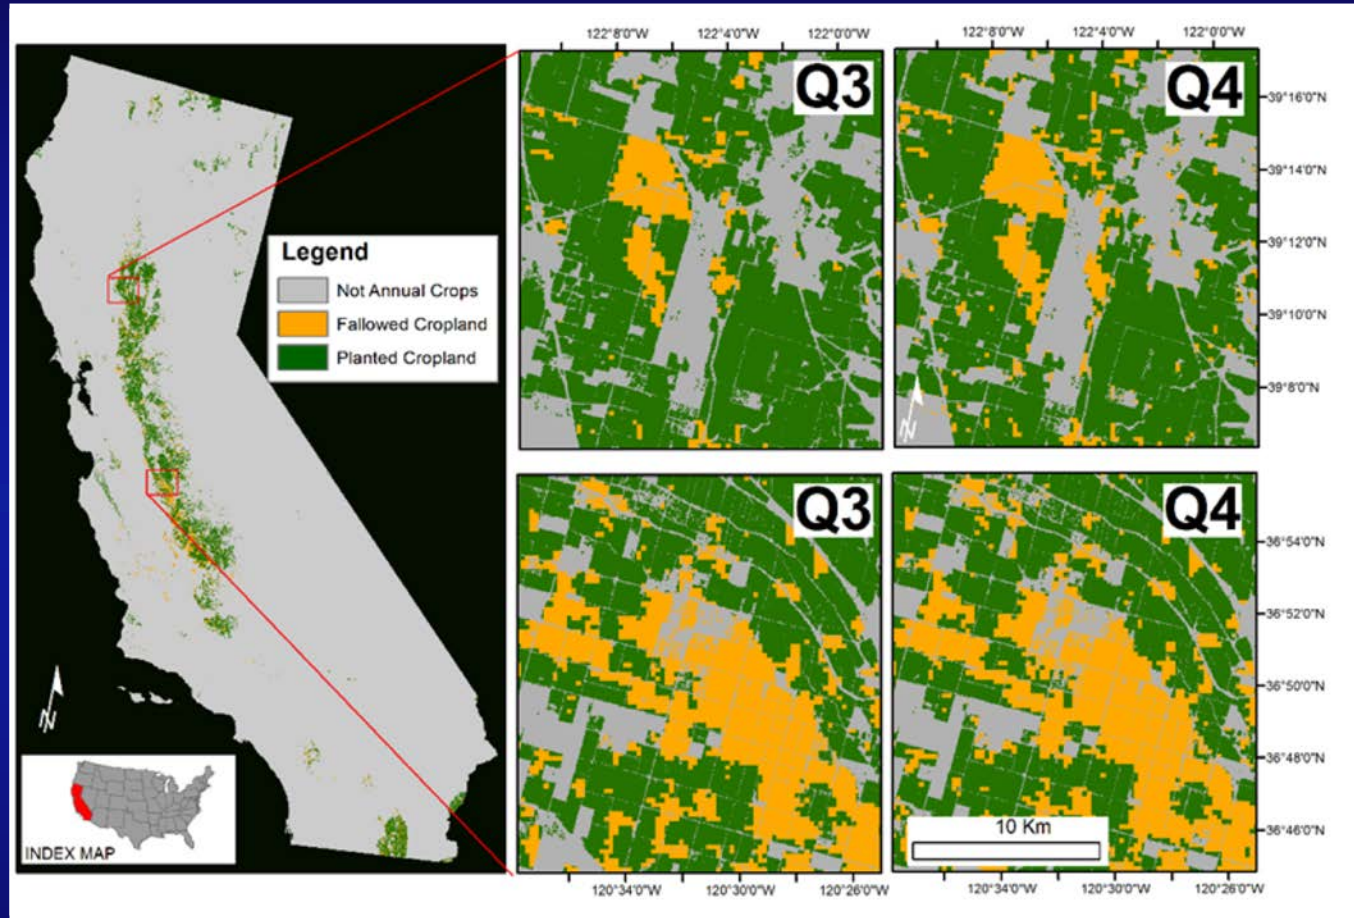 122°8'0"W 122°4'0"W 122°0'0"W
122°8'0"W 122°4'0"W 122°0'0"W
Q3
Q4
39°16'0"N
39°14'0"N
39°12'0"N
39°10'0"N
39°8'0"N
Legend
Not Annual Crops
Fallowed Cropland
Planted Cropland
N
N
INDEX MAP
Q3
Q4
36°54'0"N
36°52'0"N
36°50'0"N
36°48'0"N
36°46'0"N
10 Km
120°34'0"W 120°30'0"W 120°26'0"W
120°34'0"W 120°30'0"W 120°26'0"W